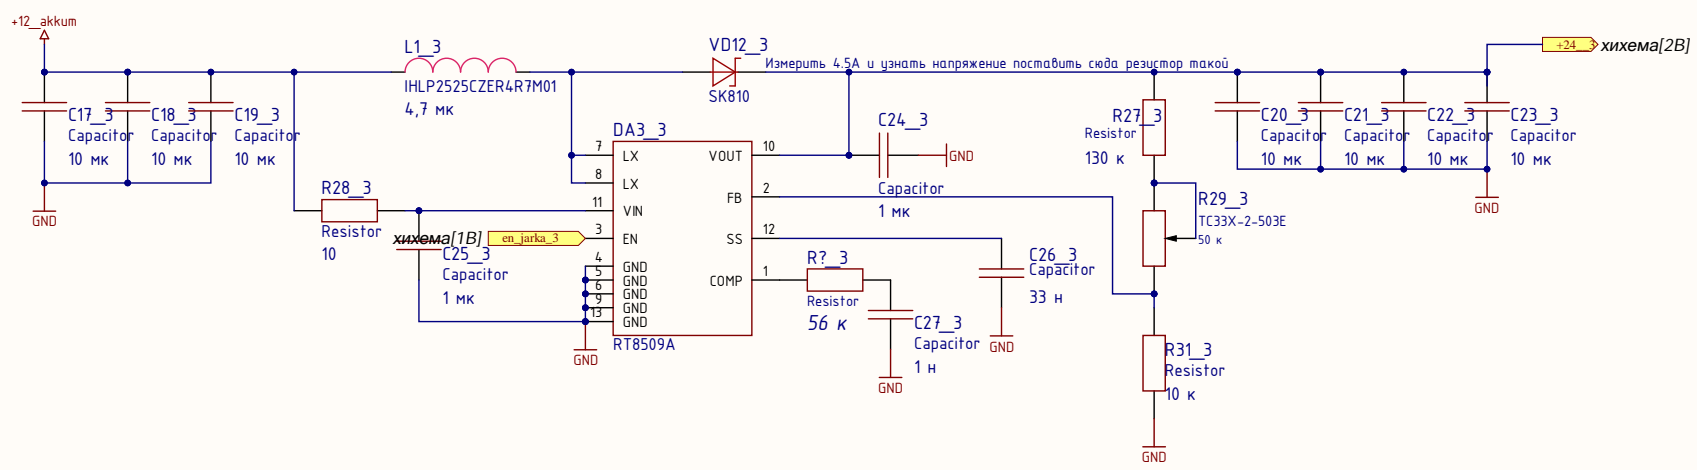 +12_akkum
L1_3
IHLP2525CZER4R7M01
4,7 мк
VD12_3
SK810
Измерить 4.5А и узнать напряжение поставить сюда резистор такой
+24_3
хихема[2В]
C17_3
Capacitor
10 мк
C18_3
Capacitor
10 мк
C19_3
Capacitor
10 мк
GND
R28_3
Resistor
10
хихема[1В]
en_jarka_3
C25_3
Capacitor
1 мк
DA3_3
7
LX
8
LX
11
VIN
3
EN
4
GND
5
GND
6
GND
9
GND
13
GND
VOUT
10
FB
2
SS
12
COMP
1
RT8509A
GND
C24_3
GND
Capacitor
1 мк
R?_3
Resistor
56 к
C27_3
Capacitor
1 н
GND
C26_3
Capacitor
33 н
GND
R27_3
Resistor
130 к
R29_3
TC33X-2-503E
50 к
R31_3
Resistor
10 к
GND
C20_3
Capacitor
10 мк
C21_3
Capacitor
10 мк
C22_3
Capacitor
10 мк
C23_3
Capacitor
10 мк
GND